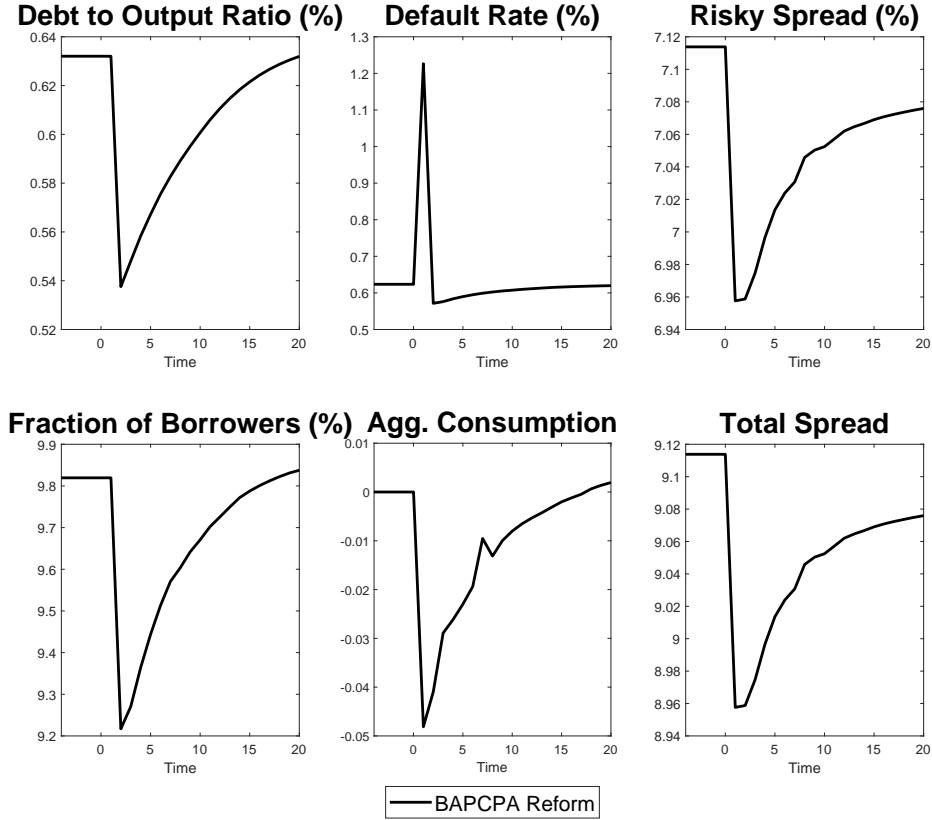 Debt to Output Ratio (%)
0.64
0.62
0.6
0.58
0.56
0.54
0.52
0 5 10 15 20
Time
Default Rate (%)
1.3
1.2
1.1
1
0.9
0.8
0.7
0.6
0.5
0 5 10 15 20
Time
Risky Spread (%)
7.12
7.1
7.08
7.06
7.04
7.02
7
6.98
6.96
6.94
0 5 10 15 20
Time
Fraction of Borrowers (%)
9.9
9.8
9.7
9.6
9.5
9.4
9.3
9.2
0 5 10 15 20
Time
Agg. Consumption
0.01
0
-0.01
-0.02
-0.03
-0.04
-0.05
0 5 10 15 20
Time
Total Spread
9.12
9.1
9.08
9.06
9.04
9.02
9
8.98
8.96
8.94
0 5 10 15 20
Time
BAPCPA Reform